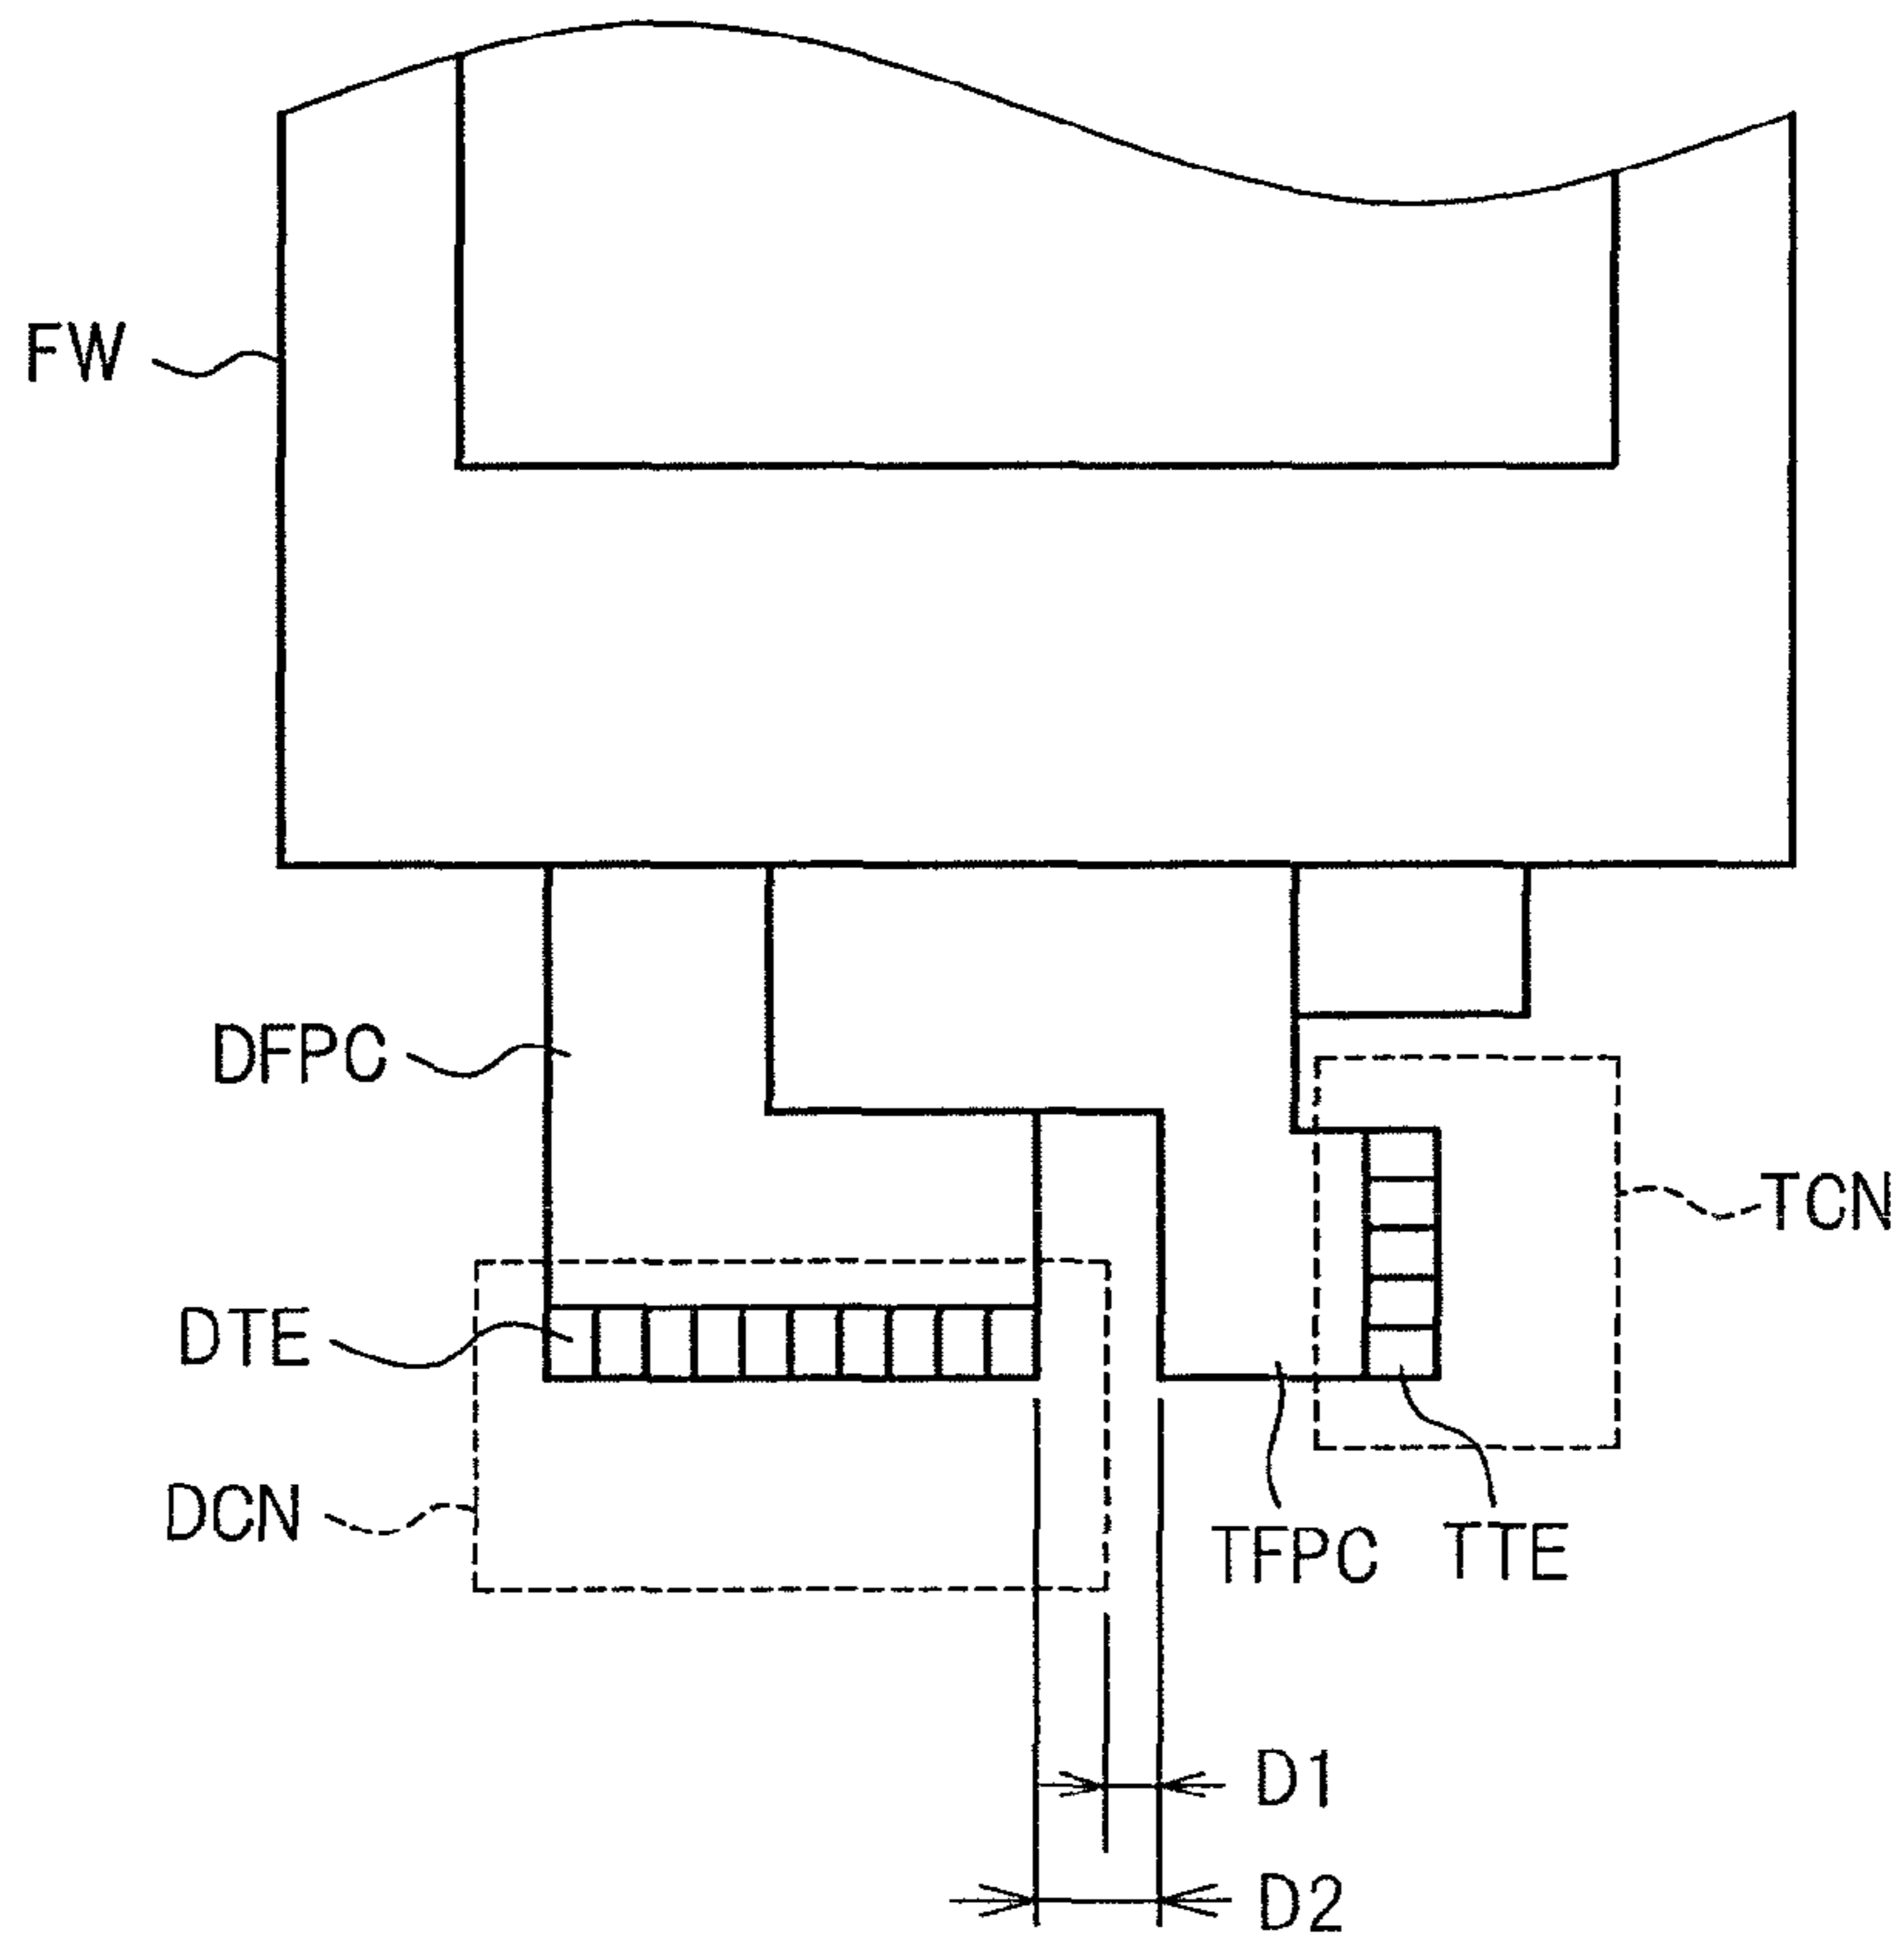 FW
DFPC
TCN
DTE
DCN
TFPC
TTE
D1
D2